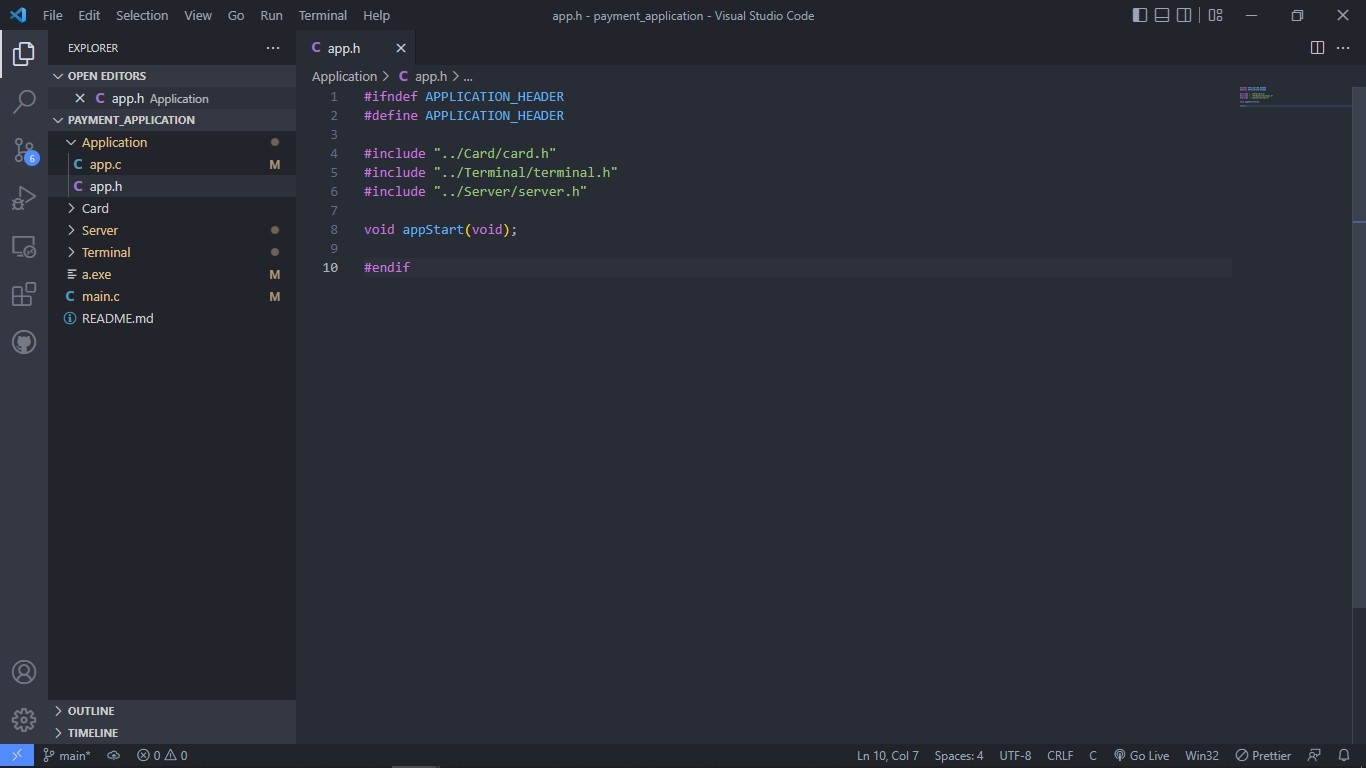 File Edit Selection View Go Run Terminal Help
app.h - payment_application - Visual Studio Code
EXPLORER
OPEN EDITORS
C app.h Application
PAYMENT_APPLICATION
Application
C app.c M
C app.h
Card
Server
Terminal
a.exe M
C main.c M
README.md
6
OUTLINE
TIMELINE
C app.h
Application > C app.h > ...
1 #ifndef APPLICATION_HEADER
2 #define APPLICATION_HEADER
3
4 #include "../Card/card.h"
5 #include "../Terminal/terminal.h"
6 #include "../Server/server.h"
7
8 void appStart(void);
9
10 #endif
main* 0 0 Ln 10, Col 7 Spaces: 4 UTF-8 CRLF C Go Live Win32 Prettier